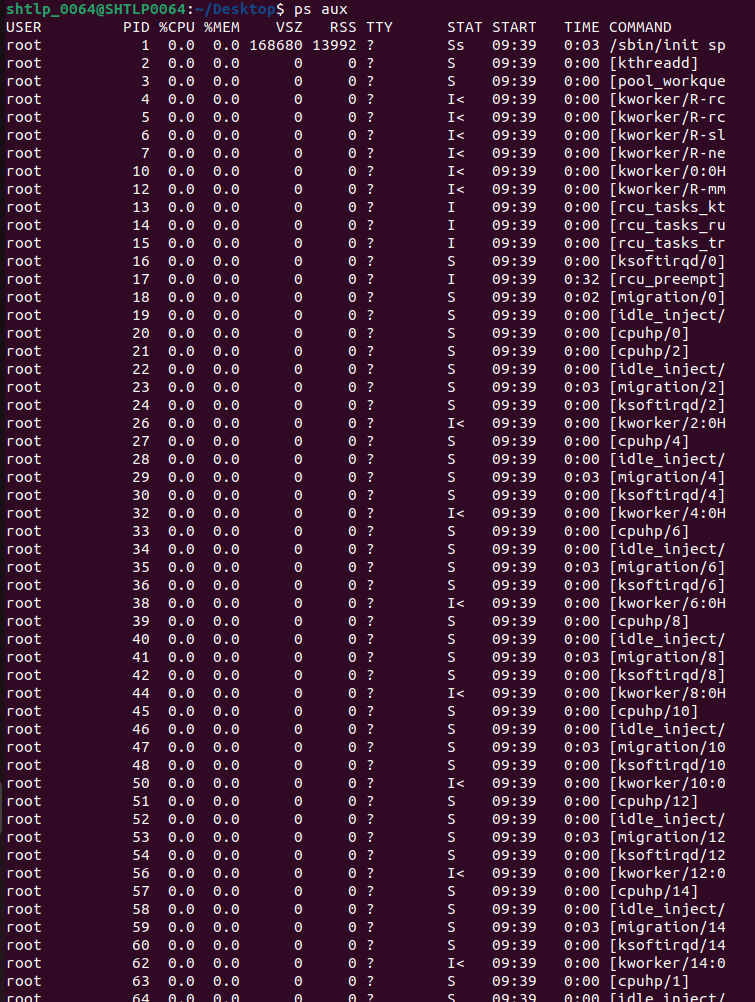 shtlp_0064@SHTLP0064:~/Desktop$ ps aux
USER PID %CPU %MEM VSZ RSS TTY STAT START TIME COMMAND
root 1 0.0 0.0 168680 13992 ? Ss 09:39 0:03 /sbin/init sp
root 2 0.0 0.0 0 0 ? S 09:39 0:00 [kthreadd]
root 3 0.0 0.0 0 0 ? S 09:39 0:00 [pool_workque
root 4 0.0 0.0 0 0 ? I< 09:39 0:00 [kworker/R-rc
root 5 0.0 0.0 0 0 ? I< 09:39 0:00 [kworker/R-rc
root 6 0.0 0.0 0 0 ? I< 09:39 0:00 [kworker/R-sl
root 7 0.0 0.0 0 0 ? I< 09:39 0:00 [kworker/R-ne
root 10 0.0 0.0 0 0 ? I< 09:39 0:00 [kworker/0:0H
root 12 0.0 0.0 0 0 ? I< 09:39 0:00 [kworker/R-mm
root 13 0.0 0.0 0 0 ? I 09:39 0:00 [rcu_tasks_kt
root 14 0.0 0.0 0 0 ? I 09:39 0:00 [rcu_tasks_ru
root 15 0.0 0.0 0 0 ? I 09:39 0:00 [rcu_tasks_tr
root 16 0.0 0.0 0 0 ? S 09:39 0:00 [ksoftirqd/0]
root 17 0.0 0.0 0 0 ? I 09:39 0:32 [rcu_preempt]
root 18 0.0 0.0 0 0 ? S 09:39 0:02 [migration/0]
root 19 0.0 0.0 0 0 ? S 09:39 0:00 [idle_inject/
root 20 0.0 0.0 0 0 ? S 09:39 0:00 [cpuhp/0]
root 21 0.0 0.0 0 0 ? S 09:39 0:00 [cpuhp/2]
root 22 0.0 0.0 0 0 ? S 09:39 0:00 [idle_inject/
root 23 0.0 0.0 0 0 ? S 09:39 0:03 [migration/2]
root 24 0.0 0.0 0 0 ? S 09:39 0:00 [ksoftirqd/2]
root 26 0.0 0.0 0 0 ? I< 09:39 0:00 [kworker/2:0H
root 27 0.0 0.0 0 0 ? S 09:39 0:00 [cpuhp/4]
root 28 0.0 0.0 0 0 ? S 09:39 0:00 [idle_inject/
root 29 0.0 0.0 0 0 ? S 09:39 0:03 [migration/4]
root 30 0.0 0.0 0 0 ? S 09:39 0:00 [ksoftirqd/4]
root 32 0.0 0.0 0 0 ? I< 09:39 0:00 [kworker/4:0H
root 33 0.0 0.0 0 0 ? S 09:39 0:00 [cpuhp/6]
root 34 0.0 0.0 0 0 ? S 09:39 0:00 [idle_inject/
root 35 0.0 0.0 0 0 ? S 09:39 0:03 [migration/6]
root 36 0.0 0.0 0 0 ? S 09:39 0:00 [ksoftirqd/6]
root 38 0.0 0.0 0 0 ? I< 09:39 0:00 [kworker/6:0H
root 39 0.0 0.0 0 0 ? S 09:39 0:00 [cpuhp/8]
root 40 0.0 0.0 0 0 ? S 09:39 0:00 [idle_inject/
root 41 0.0 0.0 0 0 ? S 09:39 0:03 [migration/8]
root 42 0.0 0.0 0 0 ? S 09:39 0:00 [ksoftirqd/8]
root 44 0.0 0.0 0 0 ? I< 09:39 0:00 [kworker/8:0H
root 45 0.0 0.0 0 0 ? S 09:39 0:00 [cpuhp/10]
root 46 0.0 0.0 0 0 ? S 09:39 0:00 [idle_inject/
root 47 0.0 0.0 0 0 ? S 09:39 0:03 [migration/10
root 48 0.0 0.0 0 0 ? S 09:39 0:00 [ksoftirqd/10
root 50 0.0 0.0 0 0 ? I< 09:39 0:00 [kworker/10:0
root 51 0.0 0.0 0 0 ? S 09:39 0:00 [cpuhp/12]
root 52 0.0 0.0 0 0 ? S 09:39 0:00 [idle_inject/
root 53 0.0 0.0 0 0 ? S 09:39 0:03 [migration/12
root 54 0.0 0.0 0 0 ? S 09:39 0:00 [ksoftirqd/12
root 56 0.0 0.0 0 0 ? I< 09:39 0:00 [kworker/12:0
root 57 0.0 0.0 0 0 ? S 09:39 0:00 [cpuhp/14]
root 58 0.0 0.0 0 0 ? S 09:39 0:00 [idle_inject/
root 59 0.0 0.0 0 0 ? S 09:39 0:03 [migration/14
root 60 0.0 0.0 0 0 ? S 09:39 0:00 [ksoftirqd/14
root 62 0.0 0.0 0 0 ? I< 09:39 0:00 [kworker/14:0
root 63 0.0 0.0 0 0 ? S 09:39 0:00 [cpuhp/1]
root 64 0.0 0.0 0 0 ? S 09:39 0:00 [idle_inject/